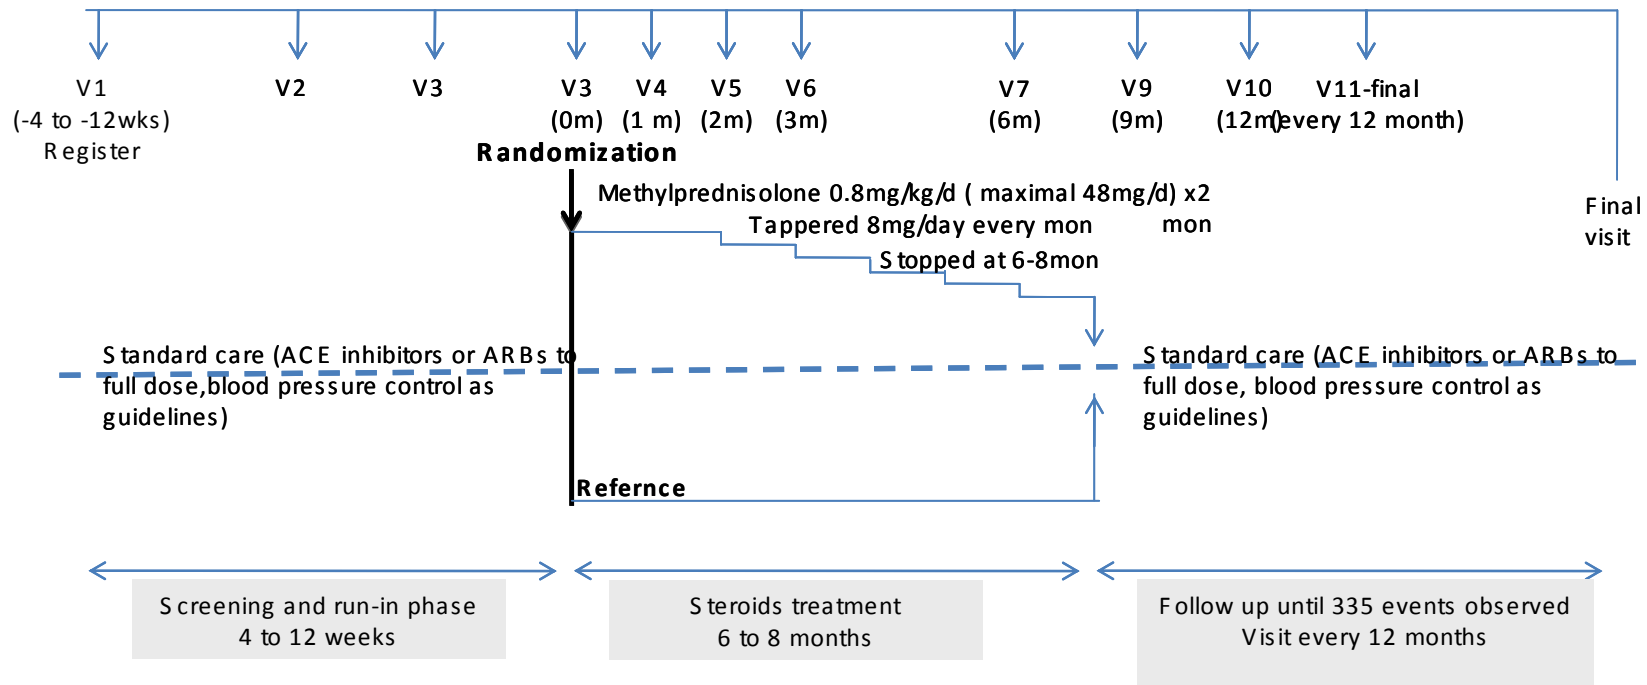 V1 V2 V3 V3 V4 V5 V6 V7 V9 V10 V11-final
(-4 to -12wks) (0m) (1 m) (2m) (3m) (6m) (9m) (12m) (every 12 month)
Register
Randomization
Methylprednisolone 0.8mg/kg/d ( maximal 48mg/d) x2
mon
Tappered 8mg/day every mon
Stopped at 6-8mon
Final
visit
Standard care (ACE inhibitors or ARBs to
full dose,blood pressure control as
guidelines)
Standard care (ACE inhibitors or ARBs to
full dose, blood pressure control as
guidelines)
Refernce
Screening and run-in phase
4 to 12 weeks
Steroids treatment
6 to 8 months
Follow up until 335 events observed
Visit every 12 months